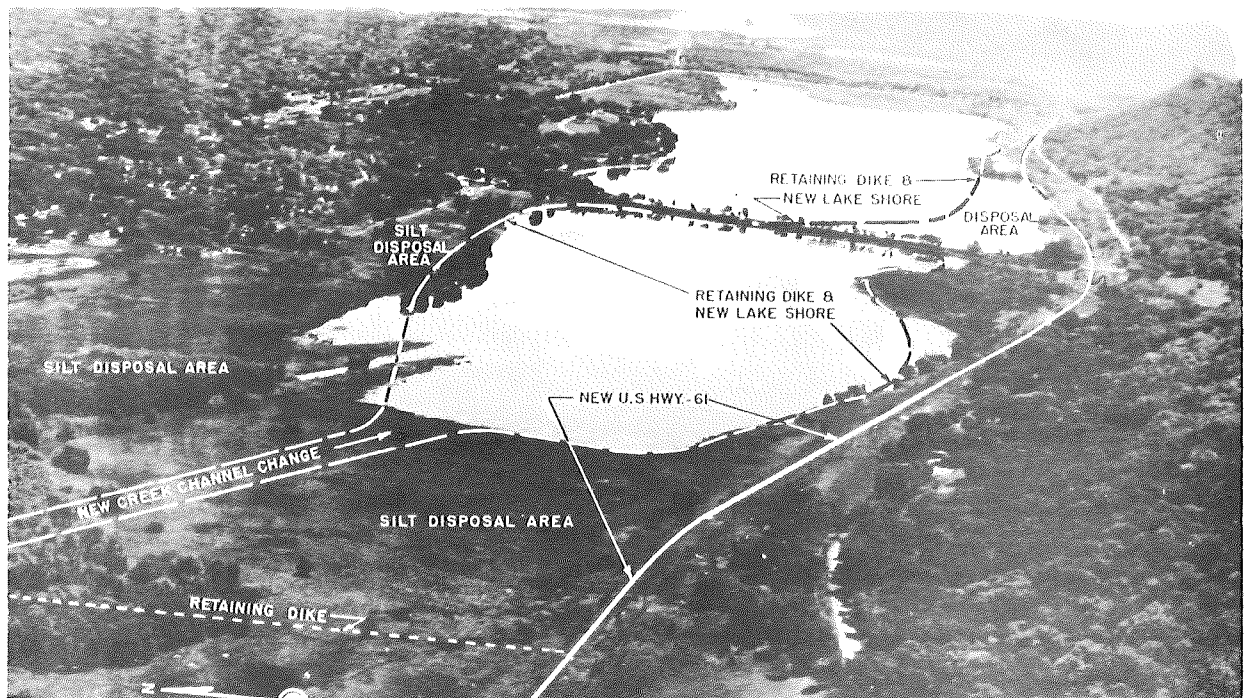 RETAINING DIKE &
NEW LAKE SHORE
DISPOSAL
AREA
SILT
DISPOSAL
AREA
RETAINING DIKE &
NEW LAKE SHORE
SILT DISPOSAL AREA
NEW U.S HWY.-61
NEW CREEK CHANNEL CHANGE
SILT DISPOSAL AREA
RETAINING DIKE
N